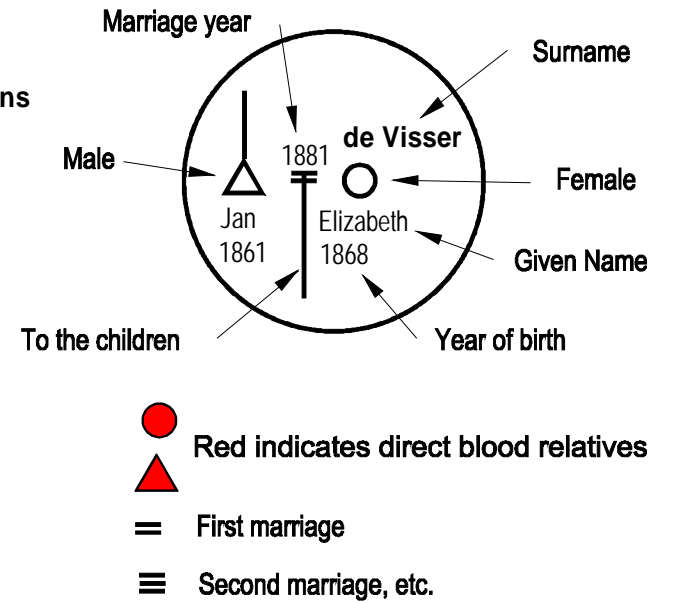 Marriage year
Surname
ns
de Visser
1881
Male
Female
Jan
Elizabeth
1861
1868
Given Name
To the children
Year of birth
Red indicates direct blood relatives
First marriage
Second marriage, etc.